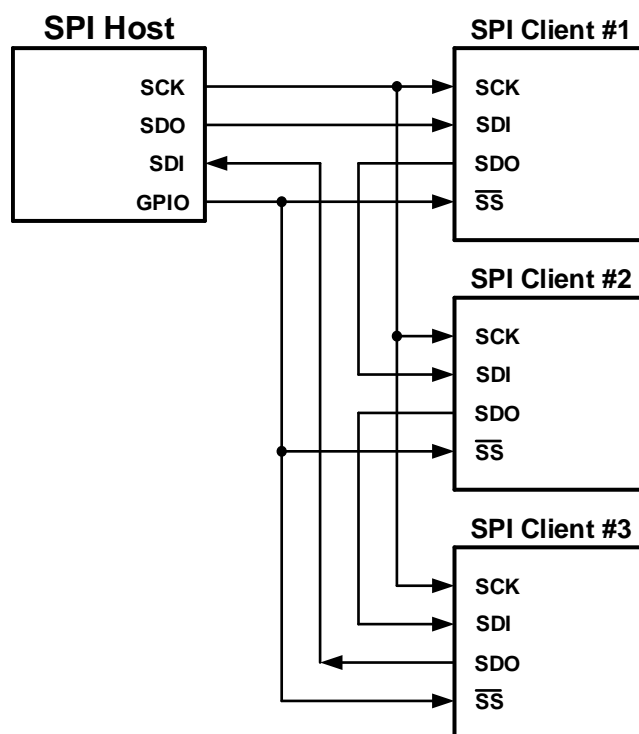 SPI Host
SCK
SDO
SDI
GPIO
SPI Client #1
SCK
SDI
SDO
SS
SPI Client #2
SCK
SDI
SDO
SS
SPI Client #3
SCK
SDI
SDO
SS